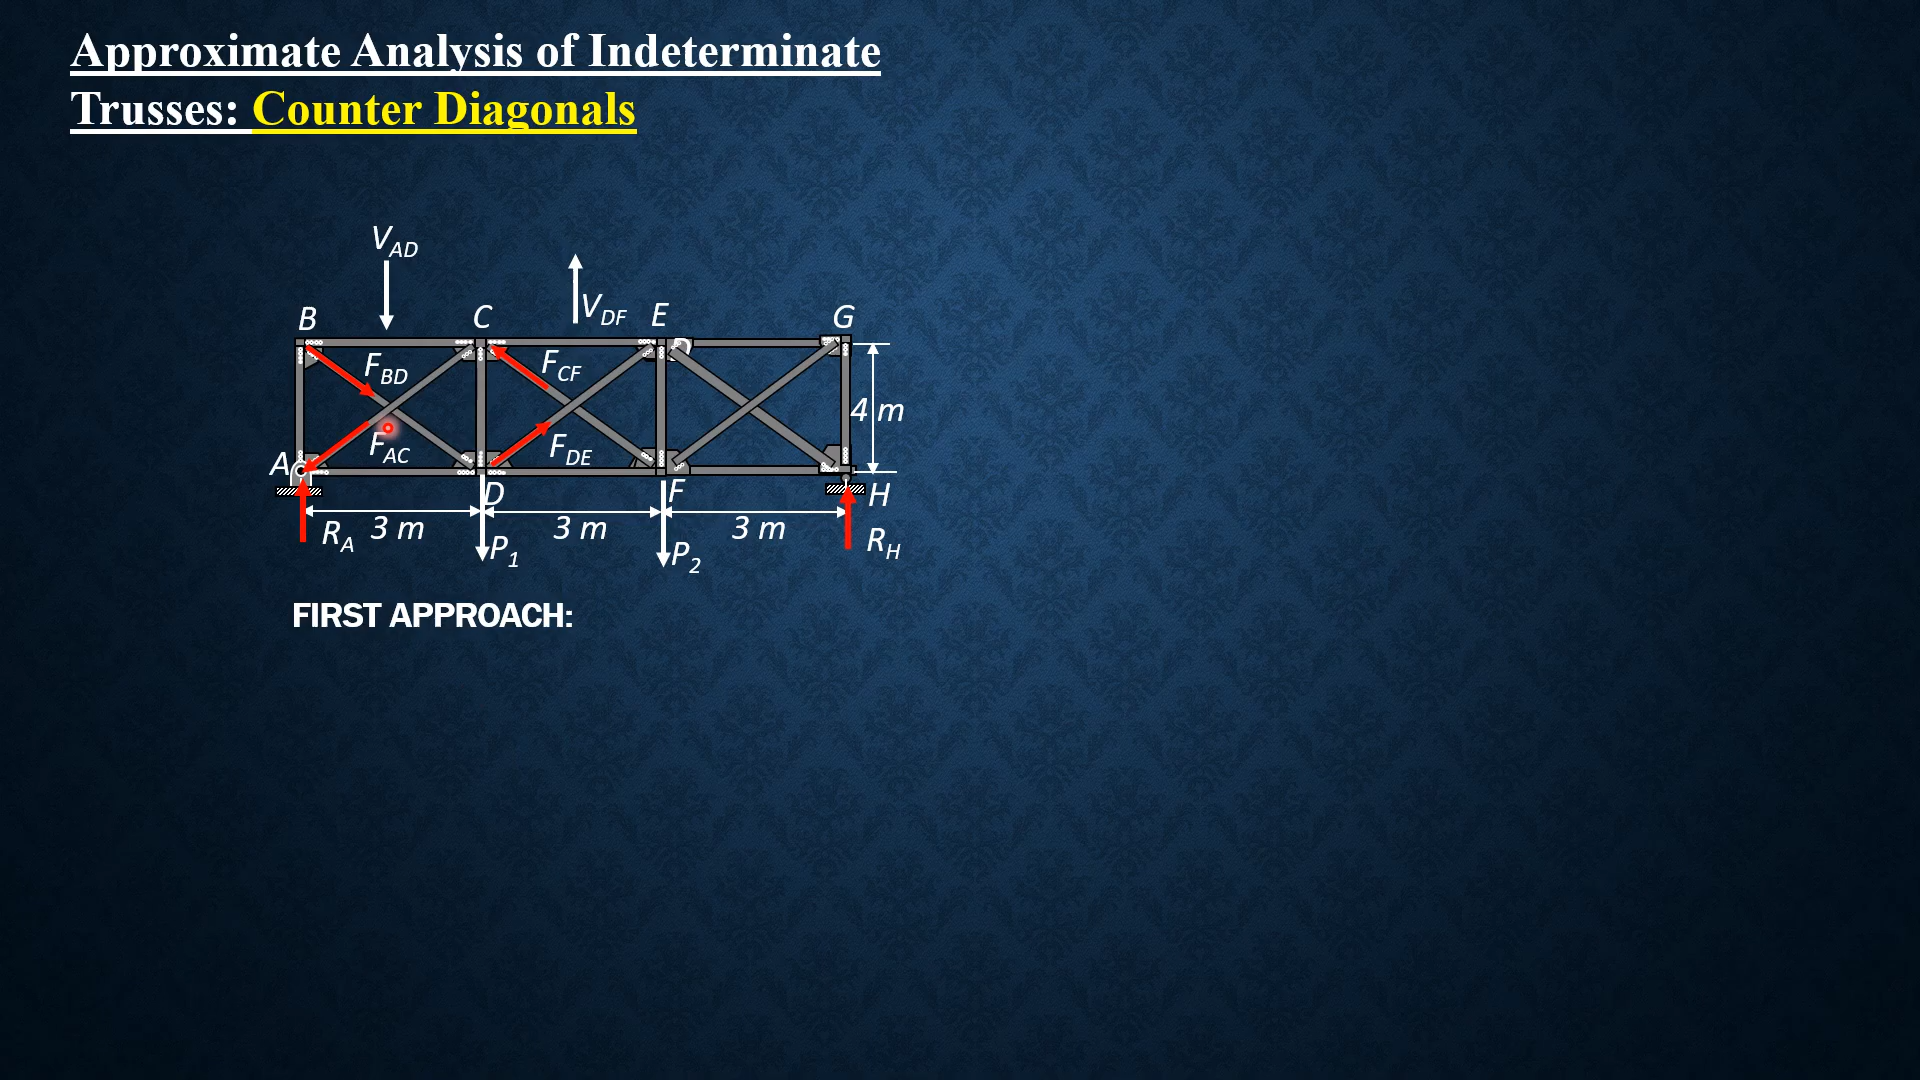 Approximate Analysis of Indeterminate
Trusses: Counter Diagonals
V_AD
V_DF
B
C
E
G
F_BD
F_CF
4 m
F_AC
F_DE
A
D
F
H
3 m
3 m
3 m
R_A
P_1
P_2
R_H
FIRST APPROACH: